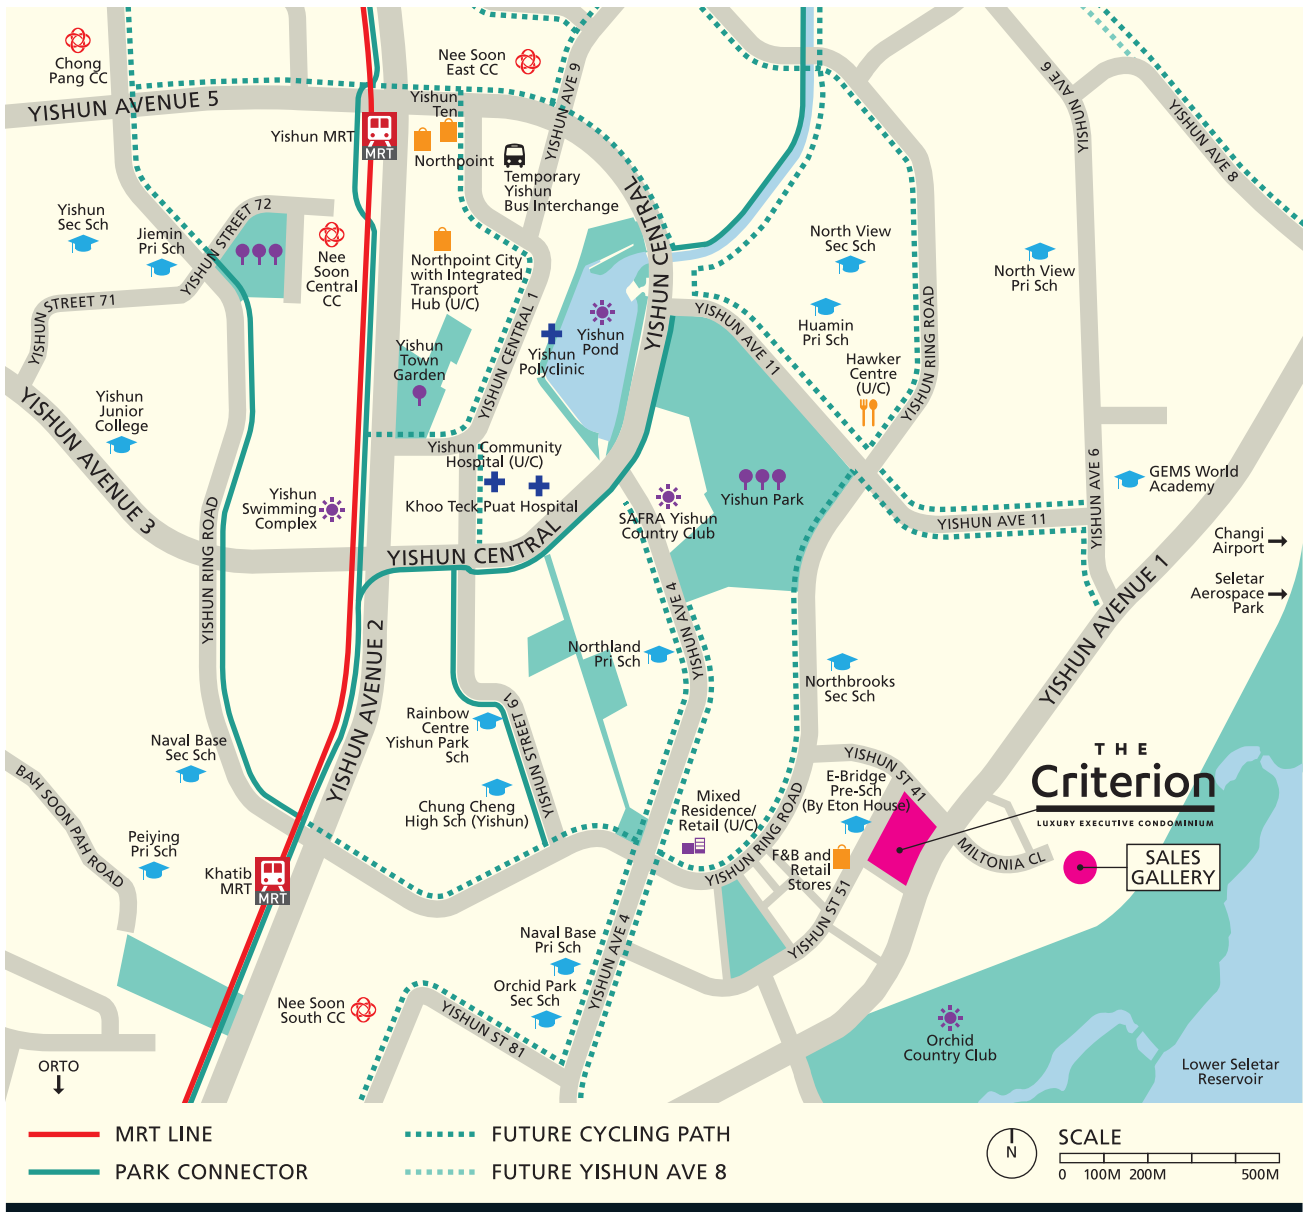 Chong
Pang CC
Nee Soon
East CC
YISHUN AVE 9
YISHUN AVE 6
YISHUN AVE 8
YISHUN AVENUE 5
Yishun MRT
MRT
Yishun
Ten
Northpoint
Temporary
Yishun
Bus Interchange
YISHUN CENTRAL
YISHUN AVE 6
Yishun
Sec Sch
Jiemin
Pri Sch
YISHUN STREET 72
Nee
Soon
Central
CC
Northpoint City
with Integrated
Transport
Hub (U/C)
North View
Sec Sch
North View
Pri Sch
YISHUN STREET 71
Yishun
Town
Garden
YISHUN CENTRAL 1
Yishun
Polyclinic
Yishun
Pond
YISHUN AVE 11
Huamin
Pri Sch
Hawker
Centre
(U/C)
YISHUN RING ROAD
Yishun
Junior
College
YISHUN AVENUE 3
Yishun Community
Hospital (U/C)
Khoo Teck Puat Hospital
Yishun
Swimming
Complex
SAFRA Yishun
Country Club
Yishun Park
YISHUN AVE 11
YISHUN AVE 6
GEMS World
Academy
Changi
Airport
Seletar
Aerospace
Park
YISHUN CENTRAL
YISHUN RING ROAD
YISHUN AVENUE 2
YISHUN AVE 4
YISHUN AVENUE 1
Northland
Pri Sch
Northbrooks
Sec Sch
Rainbow
Centre
Yishun Park
Sch
YISHUN STREET 61
Naval Base
Sec Sch
BAH SOON PAH ROAD
Chung Cheng
High Sch (Yishun)
Mixed
Residence/
Retail (U/C)
YISHUN RING ROAD
YISHUN ST 41
E-Bridge
Pre-Sch
(By Eton House)
THE
Criterion
LUXURY EXECUTIVE CONDOMINIUM
MILTONIA CL
SALES
GALLERY
Peiying
Pri Sch
Khatib
MRT
MRT
F&B and
Retail
Stores
YISHUN ST 51
Naval Base
Pri Sch
Orchid Park
Sec Sch
YISHUN AVE 4
Nee Soon
South CC
YISHUN ST 81
Orchid
Country Club
Lower Seletar
Reservoir
ORTO
MRT LINE
PARK CONNECTOR
FUTURE CYCLING PATH
FUTURE YISHUN AVE 8
N
SCALE
0 100M 200M 500M